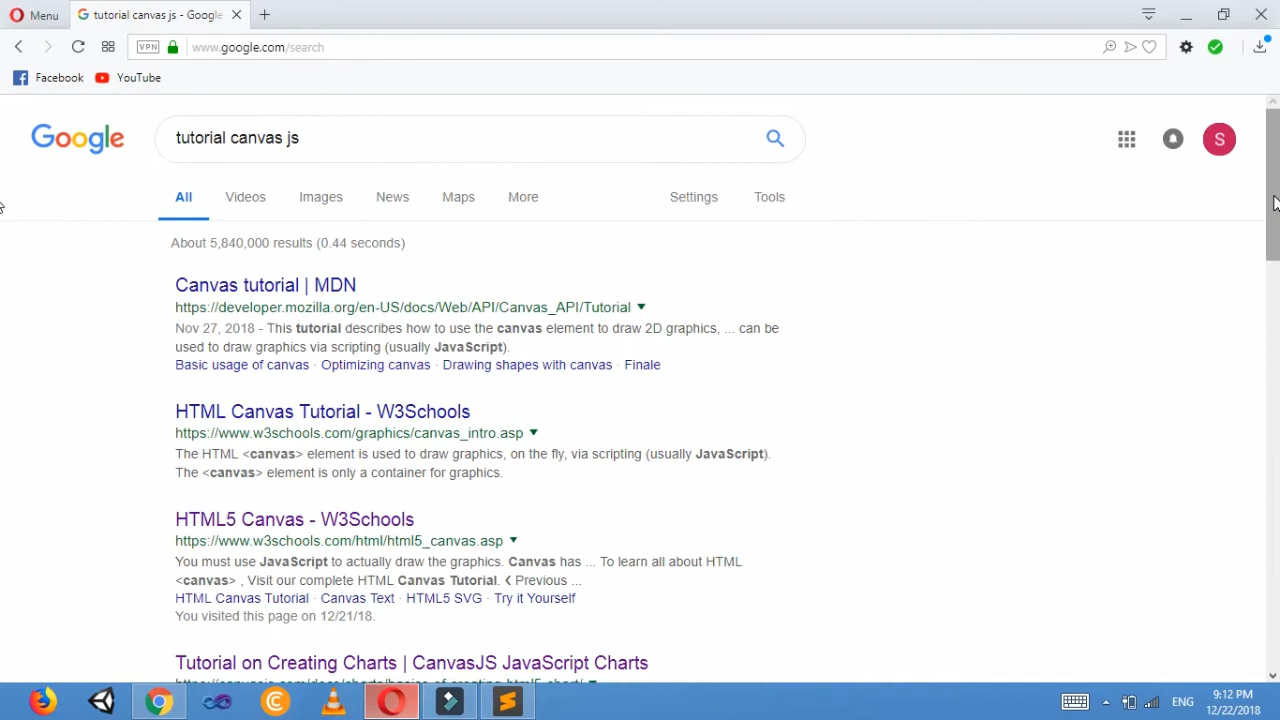 Menu
tutorial canvas js - Google
VPN
www.google.com/search
Facebook
YouTube
Google
tutorial canvas js
S
All
Videos
Images
News
Maps
More
Settings
Tools
About 5,840,000 results (0.44 seconds)
Canvas tutorial | MDN
https://developer.mozilla.org/en-US/docs/Web/API/Canvas_API/Tutorial
Nov 27, 2018 - This tutorial describes how to use the canvas element to draw 2D graphics, ... can be
used to draw graphics via scripting (usually JavaScript).
Basic usage of canvas · Optimizing canvas · Drawing shapes with canvas · Finale
HTML Canvas Tutorial - W3Schools
https://www.w3schools.com/graphics/canvas_intro.asp
The HTML <canvas> element is used to draw graphics, on the fly, via scripting (usually JavaScript).
The <canvas> element is only a container for graphics.
HTML5 Canvas - W3Schools
https://www.w3schools.com/html/html5_canvas.asp
You must use JavaScript to actually draw the graphics. Canvas has ... To learn all about HTML
<canvas> , Visit our complete HTML Canvas Tutorial. ❮ Previous ...
HTML Canvas Tutorial · Canvas Text · HTML5 SVG · Try it Yourself
You visited this page on 12/21/18.
Tutorial on Creating Charts | CanvasJS JavaScript Charts
ENG
9:12 PM
12/22/2018